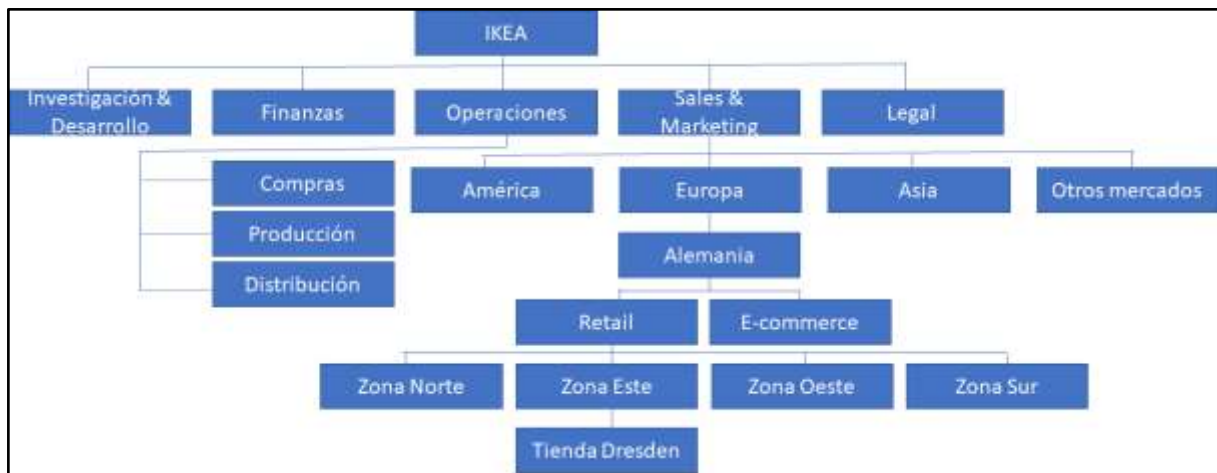 IKEA
Investigación &
Desarrollo
Finanzas
Operaciones
Sales &
Marketing
Legal
Compras
Producción
Distribución
América
Europa
Asia
Otros mercados
Alemania
Retail
E-commerce
Zona Norte
Zona Este
Zona Oeste
Zona Sur
Tienda Dresden